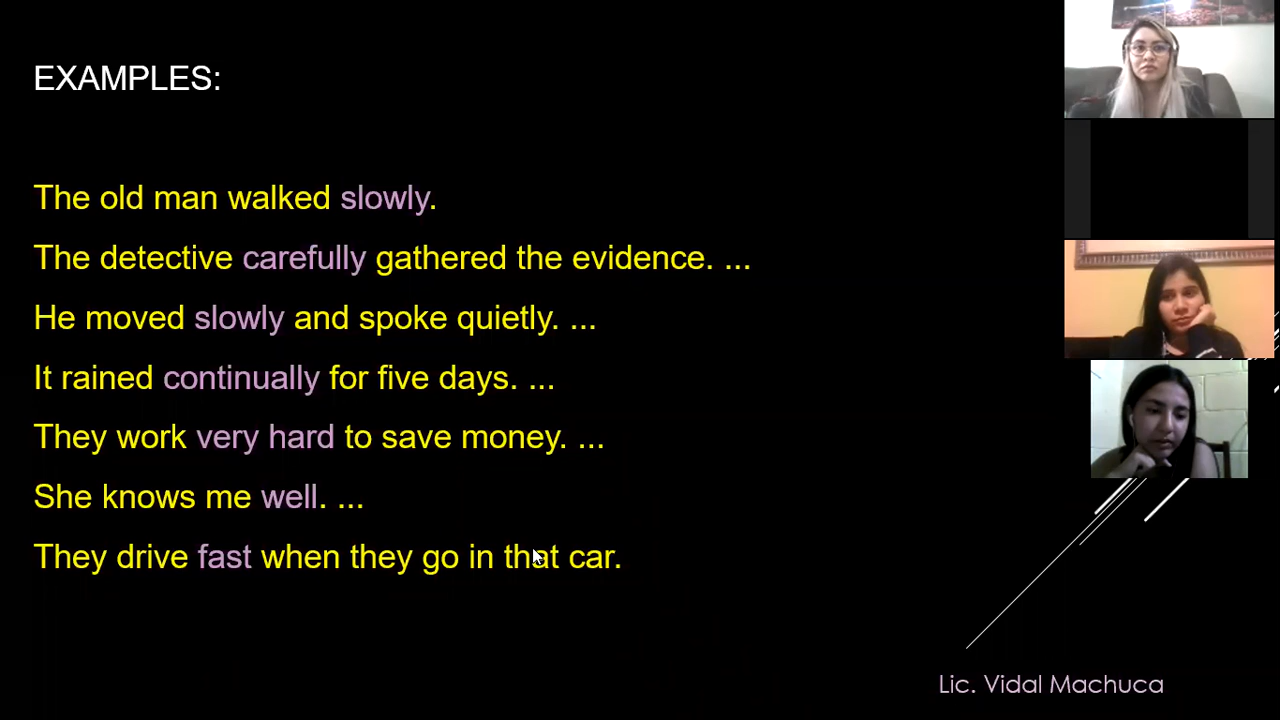 EXAMPLES:
The old man walked slowly.
The detective carefully gathered the evidence. ...
He moved slowly and spoke quietly. ...
It rained continually for five days. ...
They work very hard to save money. ...
She knows me well. ...
They drive fast when they go in that car.
Lic. Vidal Machuca